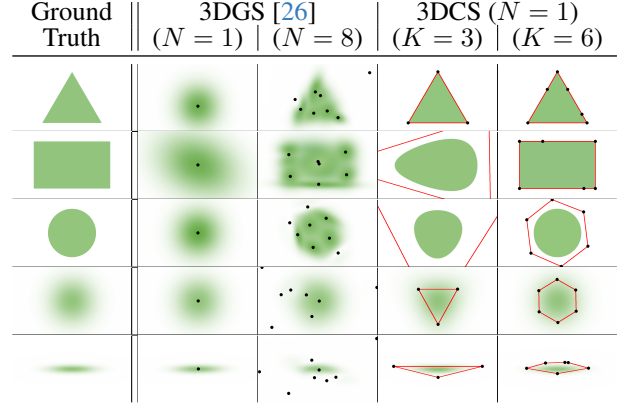 Ground 3DGS [26] 3DCS (N = 1)
Truth (N = 1) (N = 8) (K = 3) (K = 6)